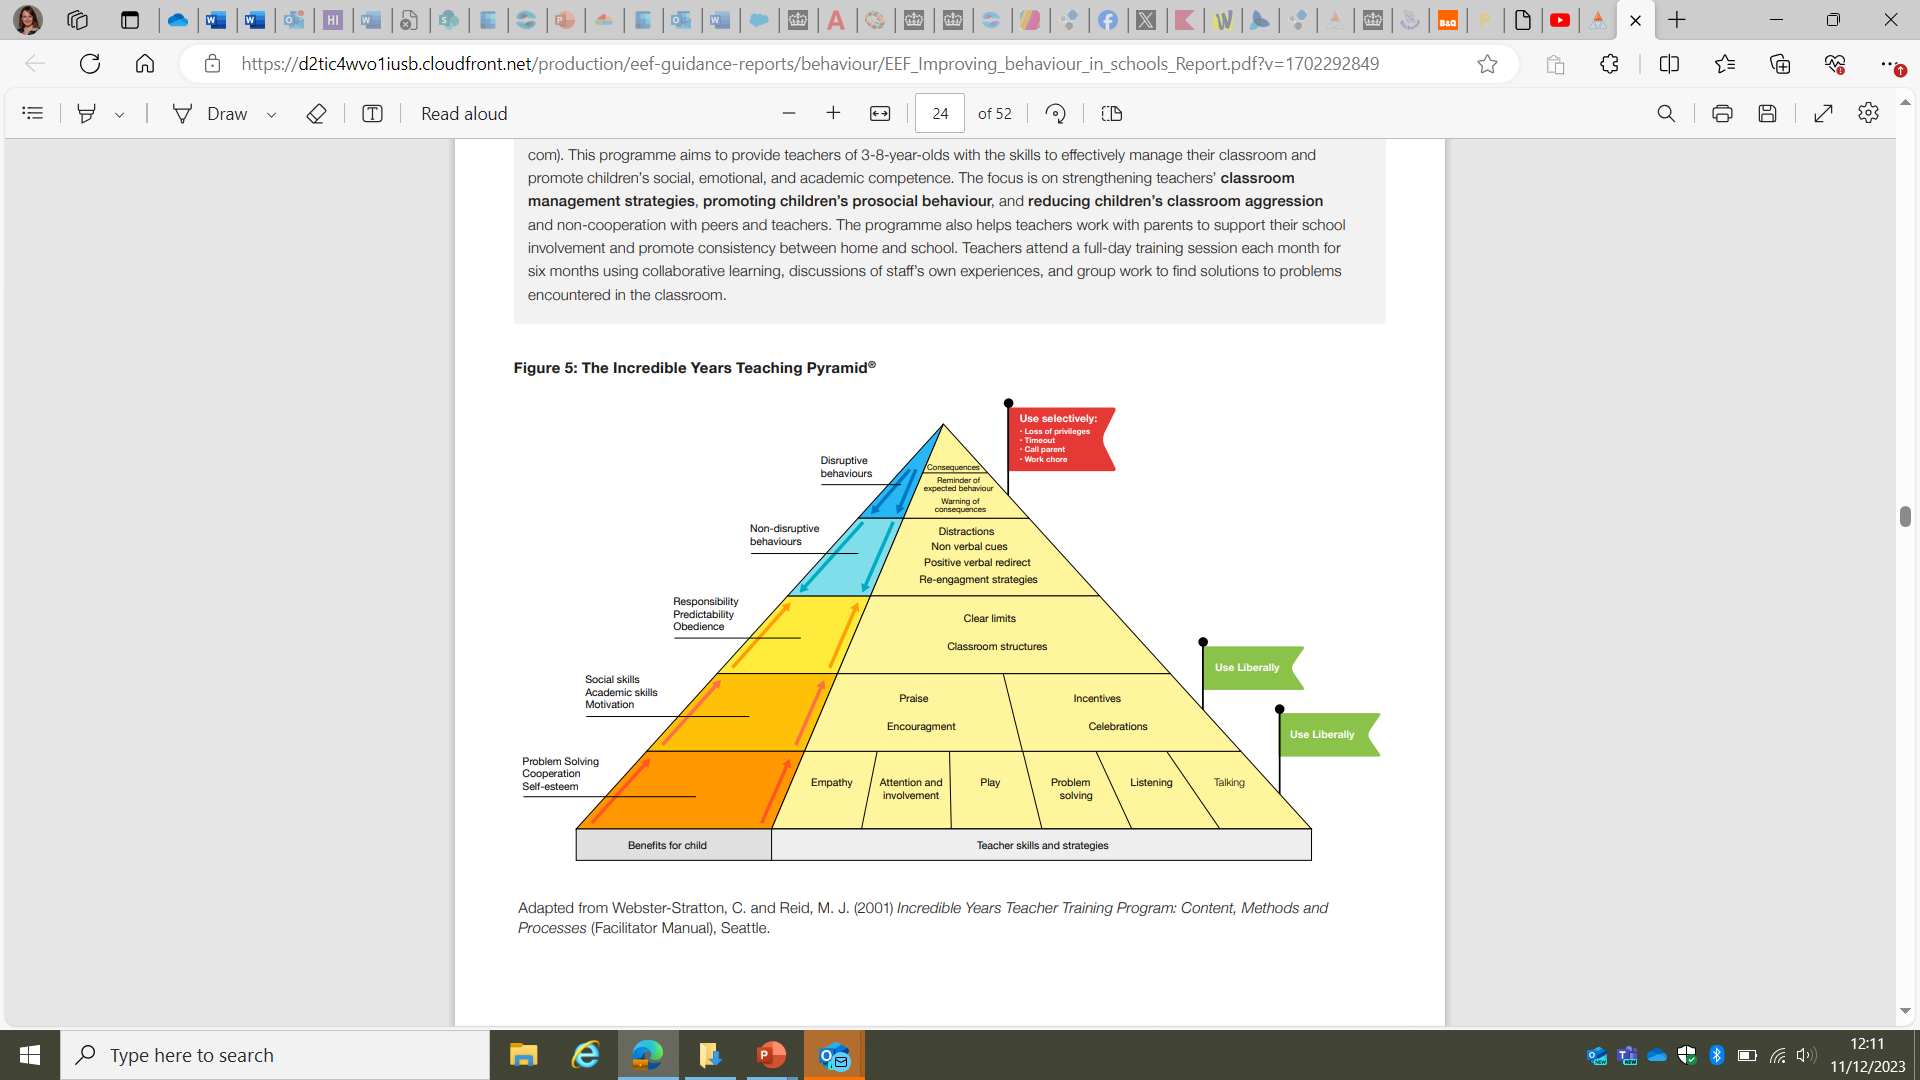 https://d2tic4wvo1iusb.cloudfront.net/production/eef-guidance-reports/behaviour/EEF_Improving_behaviour_in_schools_Report.pdf?v=1702292849
Draw
Read aloud
24 of 52
com). This programme aims to provide teachers of 3-8-year-olds with the skills to effectively manage their classroom and
promote children’s social, emotional, and academic competence. The focus is on strengthening teachers’ classroom
management strategies, promoting children’s prosocial behaviour, and reducing children’s classroom aggression
and non-cooperation with peers and teachers. The programme also helps teachers work with parents to support their school
involvement and promote consistency between home and school. Teachers attend a full-day training session each month for
six months using collaborative learning, discussions of staff’s own experiences, and group work to find solutions to problems
encountered in the classroom.
Figure 5: The Incredible Years Teaching Pyramid®
Use selectively:
• Loss of privileges
• Timeout
• Call parent
• Work chore
Disruptive
behaviours
Consequences
Reminder of
expected behaviour
Warning of
consequences
Non-disruptive
behaviours
Distractions
Non verbal cues
Positive verbal redirect
Re-engagment strategies
Responsibility
Predictability
Obedience
Clear limits
Classroom structures
Use Liberally
Social skills
Academic skills
Motivation
Praise
Encouragment
Incentives
Celebrations
Use Liberally
Problem Solving
Cooperation
Self-esteem
Empathy
Attention and
involvement
Play
Problem
solving
Listening
Talking
Benefits for child
Teacher skills and strategies
Adapted from Webster-Stratton, C. and Reid, M. J. (2001) Incredible Years Teacher Training Program: Content, Methods and
Processes (Facilitator Manual), Seattle.
Type here to search
12:11
11/12/2023